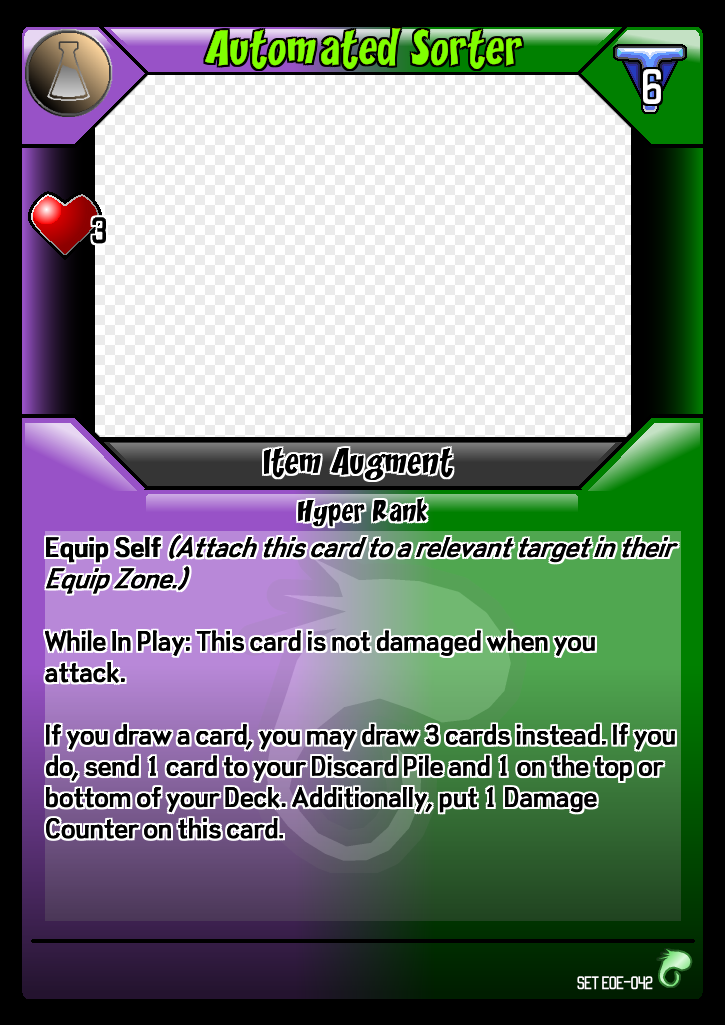 Automated Sorter
6
3
Item Augment
Hyper Rank
Equip Self (Attach this card to a relevant target in their
Equip Zone.)
While In Play: This card is not damaged when you
attack.
If you draw a card, you may draw 3 cards instead. If you
do, send 1 card to your Discard Pile and 1 on the top or
bottom of your Deck. Additionally, put 1 Damage
Counter on this card.
SET EOE-042